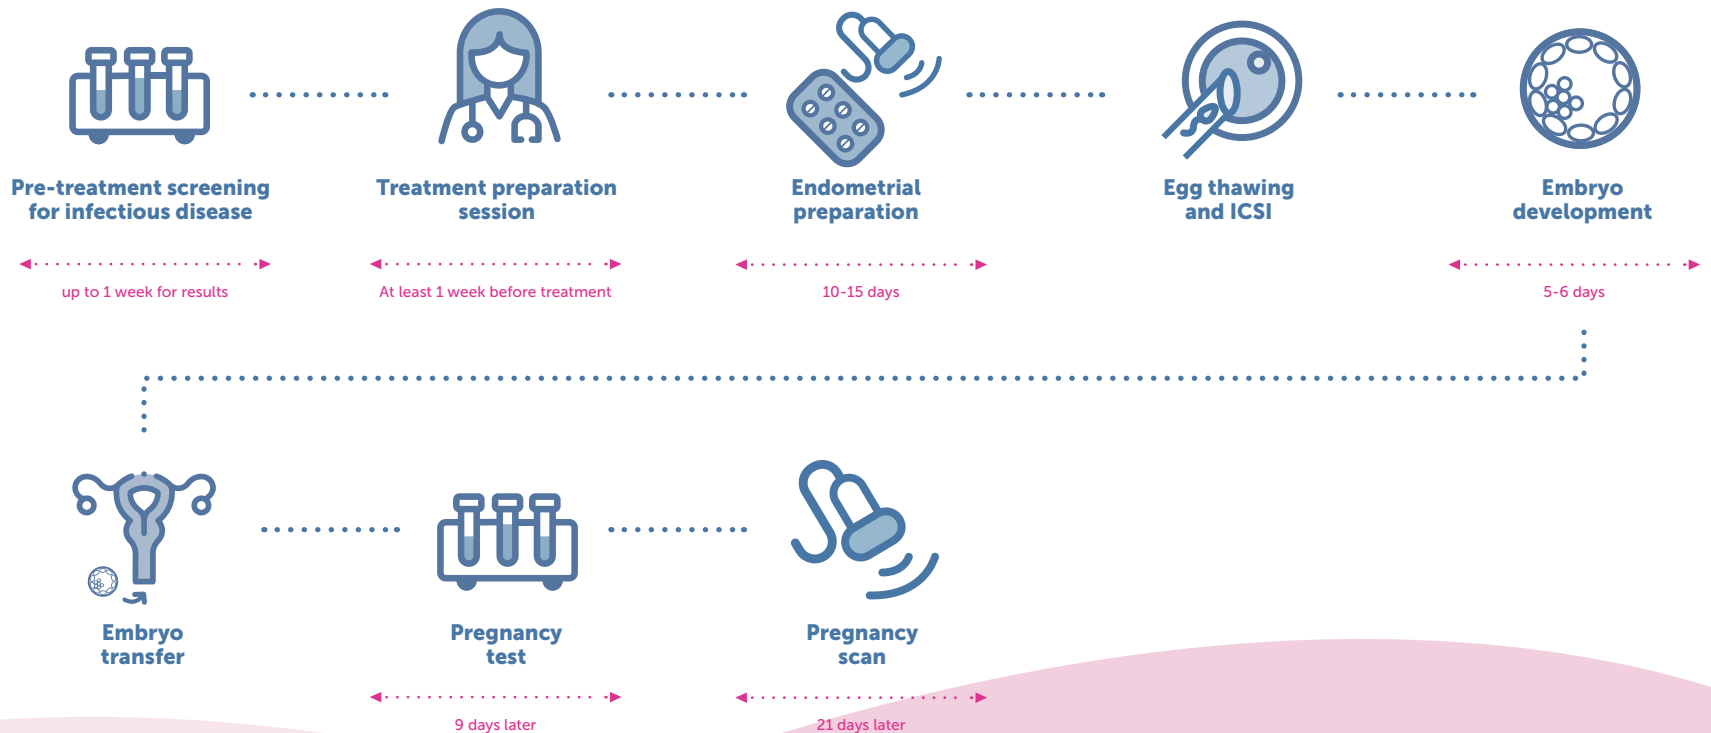 Pre-treatment screening
for infectious disease
up to 1 week for results
Treatment preparation
session
At least 1 week before treatment
Endometrial
preparation
10-15 days
Egg thawing
and ICSI
Embryo
development
5-6 days
Embryo
transfer
Pregnancy
test
9 days later
Pregnancy
scan
21 days later